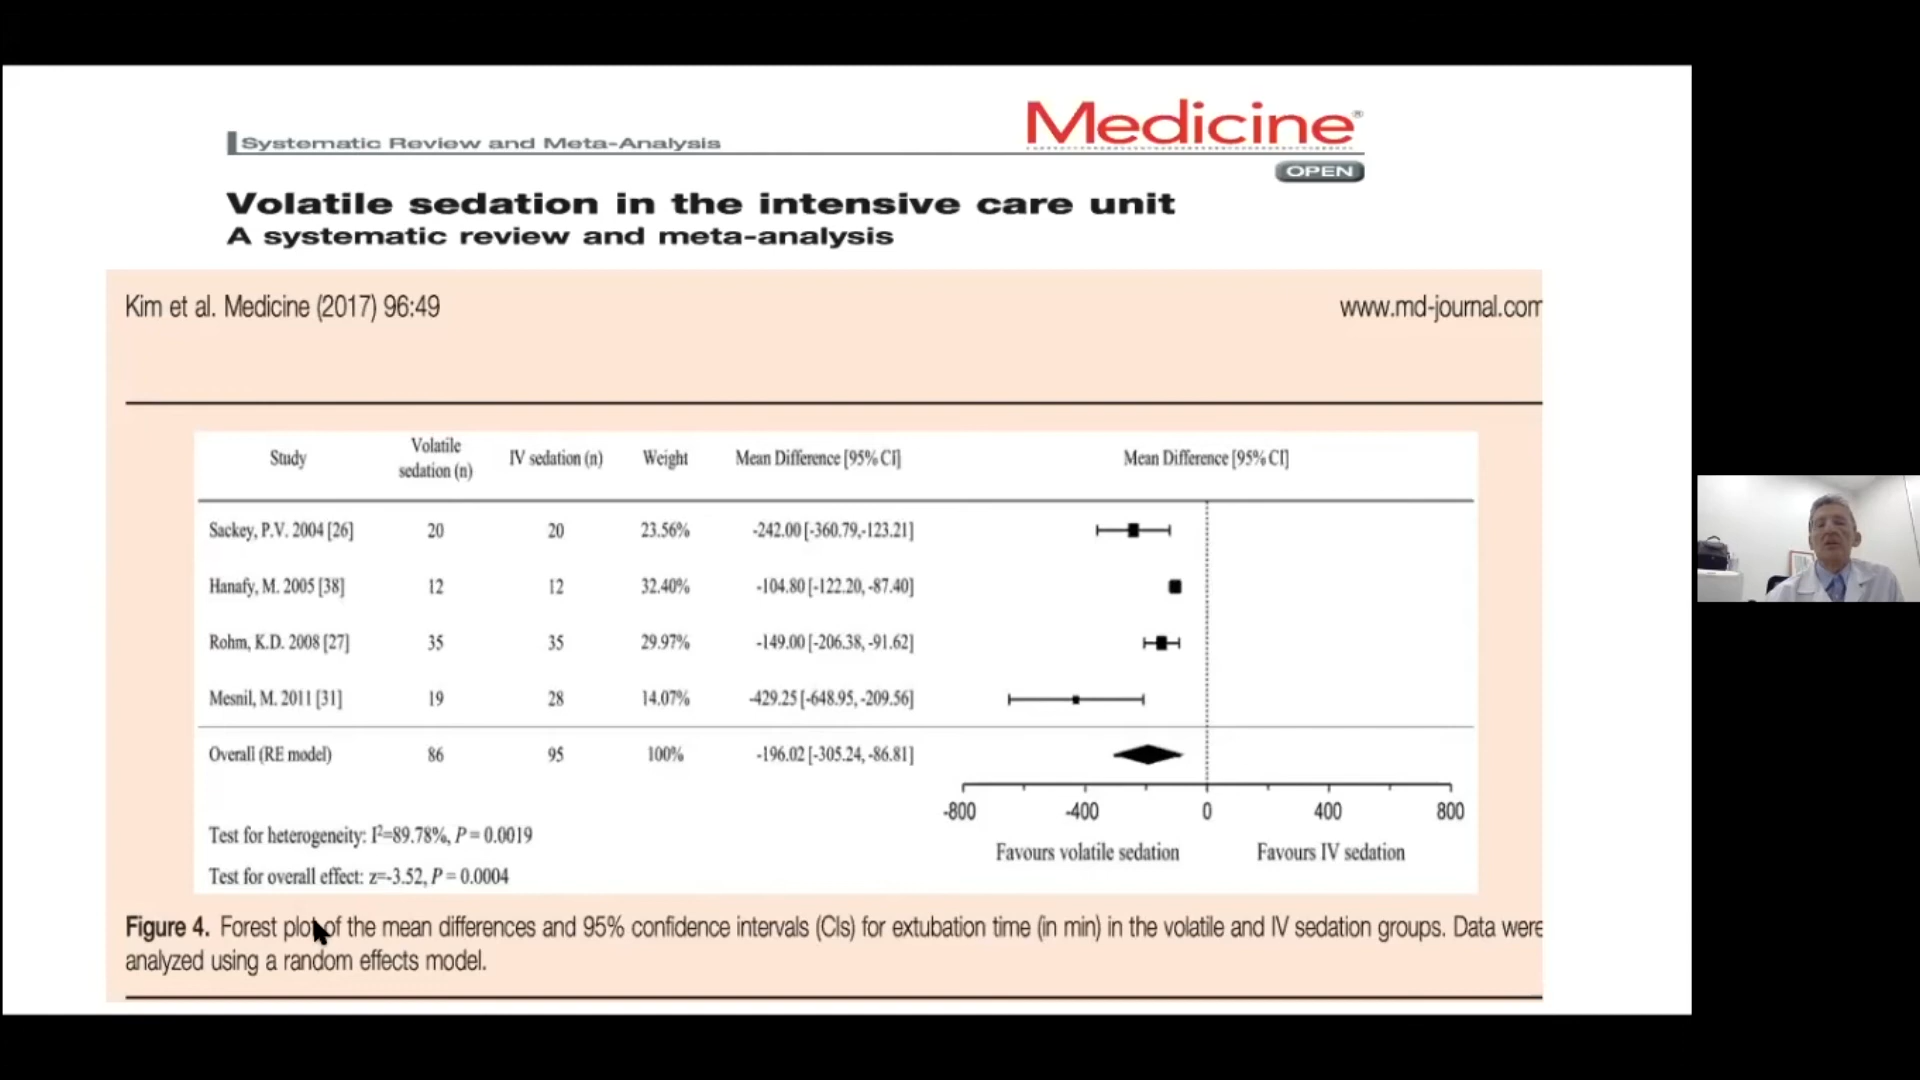 Systematic Review and Meta-Analysis
Medicine®
OPEN
Volatile sedation in the intensive care unit
A systematic review and meta-analysis
Kim et al. Medicine (2017) 96:49
www.md-journal.com
Study Volatile sedation (n) IV sedation (n) Weight Mean Difference [95% CI] Mean Difference [95% CI]
Sackey, P.V. 2004 [26] 20 20 23.56% -242.00 [-360.79,-123.21]
Hanafy, M. 2005 [38] 12 12 32.40% -104.80 [-122.20, -87.40]
Rohm, K.D. 2008 [27] 35 35 29.97% -149.00 [-206.38, -91.62]
Mesnil, M. 2011 [31] 19 28 14.07% -429.25 [-648.95, -209.56]
Overall (RE model) 86 95 100% -196.02 [-305.24, -86.81]
-800 -400 0 400 800
Favours volatile sedation Favours IV sedation
Test for heterogeneity: I²=89.78%, P = 0.0019
Test for overall effect: z=-3.52, P = 0.0004
Figure 4. Forest plot of the mean differences and 95% confidence intervals (CIs) for extubation time (in min) in the volatile and IV sedation groups. Data were
analyzed using a random effects model.